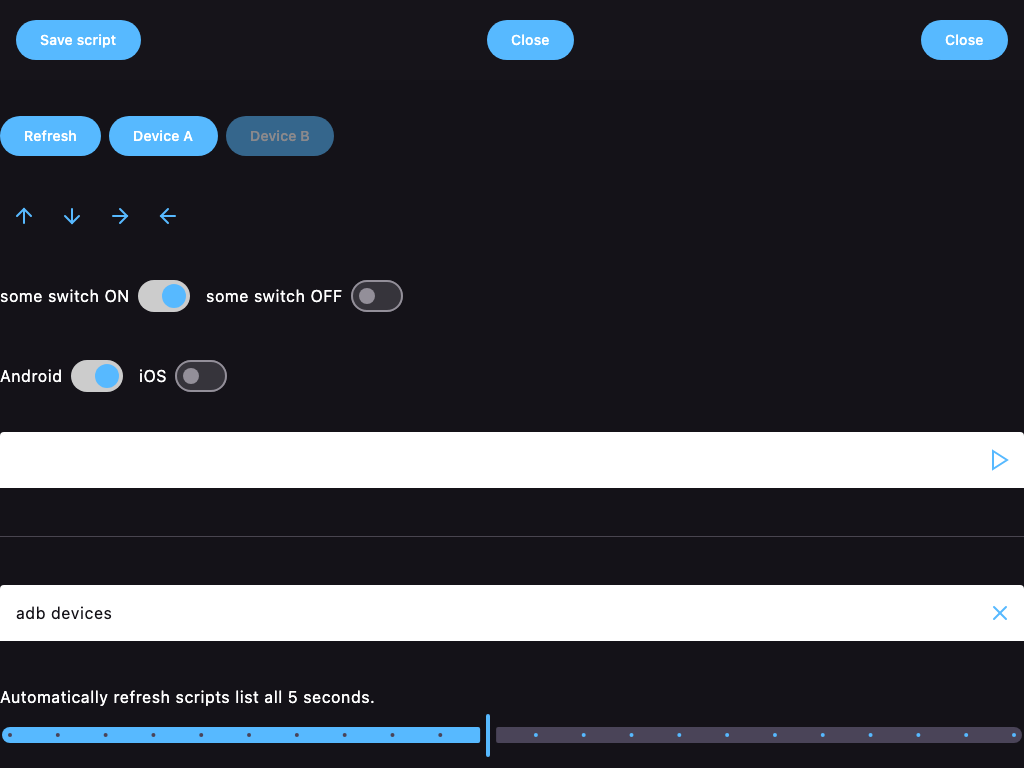 Save script Close Close
Refresh Device A Device B
some switch ON some switch OFF
Android iOS
adb devices
Automatically refresh scripts list all 5 seconds.